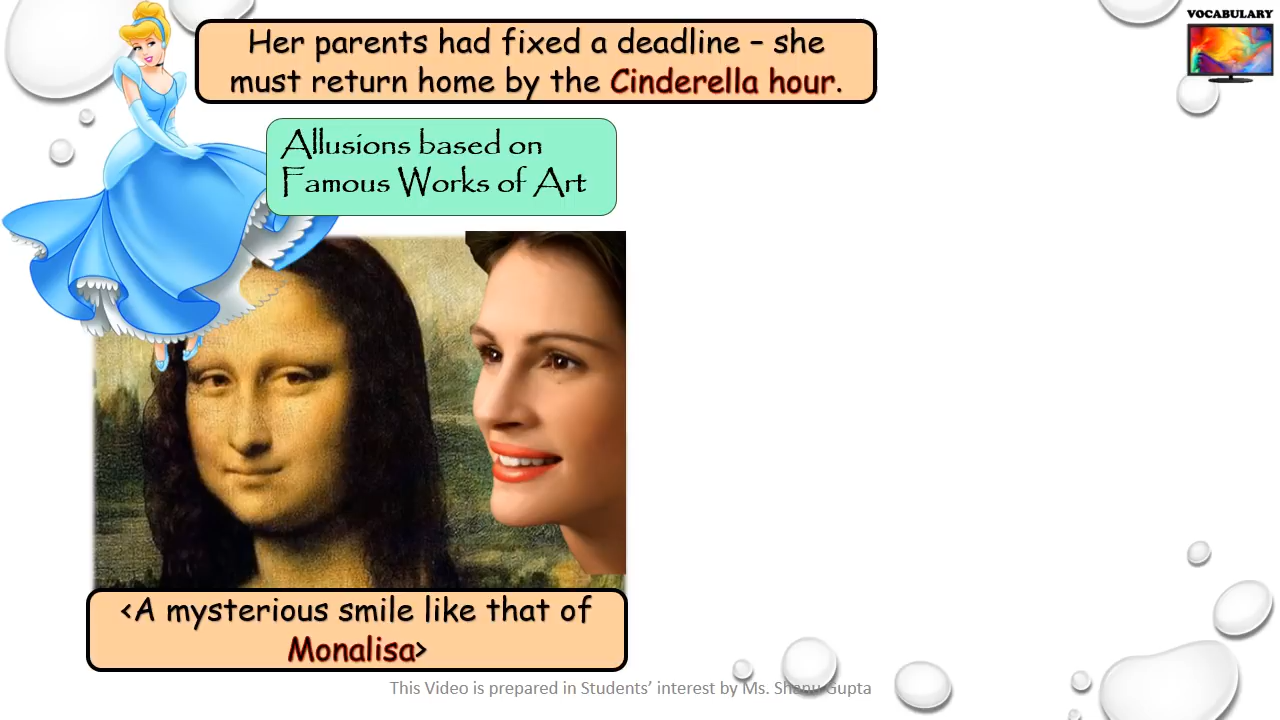 VOCABULARY
Her parents had fixed a deadline – she
must return home by the Cinderella hour.
Allusions based on
Famous Works of Art
<A mysterious smile like that of
Monalisa>
This Video is prepared in Students’ interest by Ms. Shanu Gupta